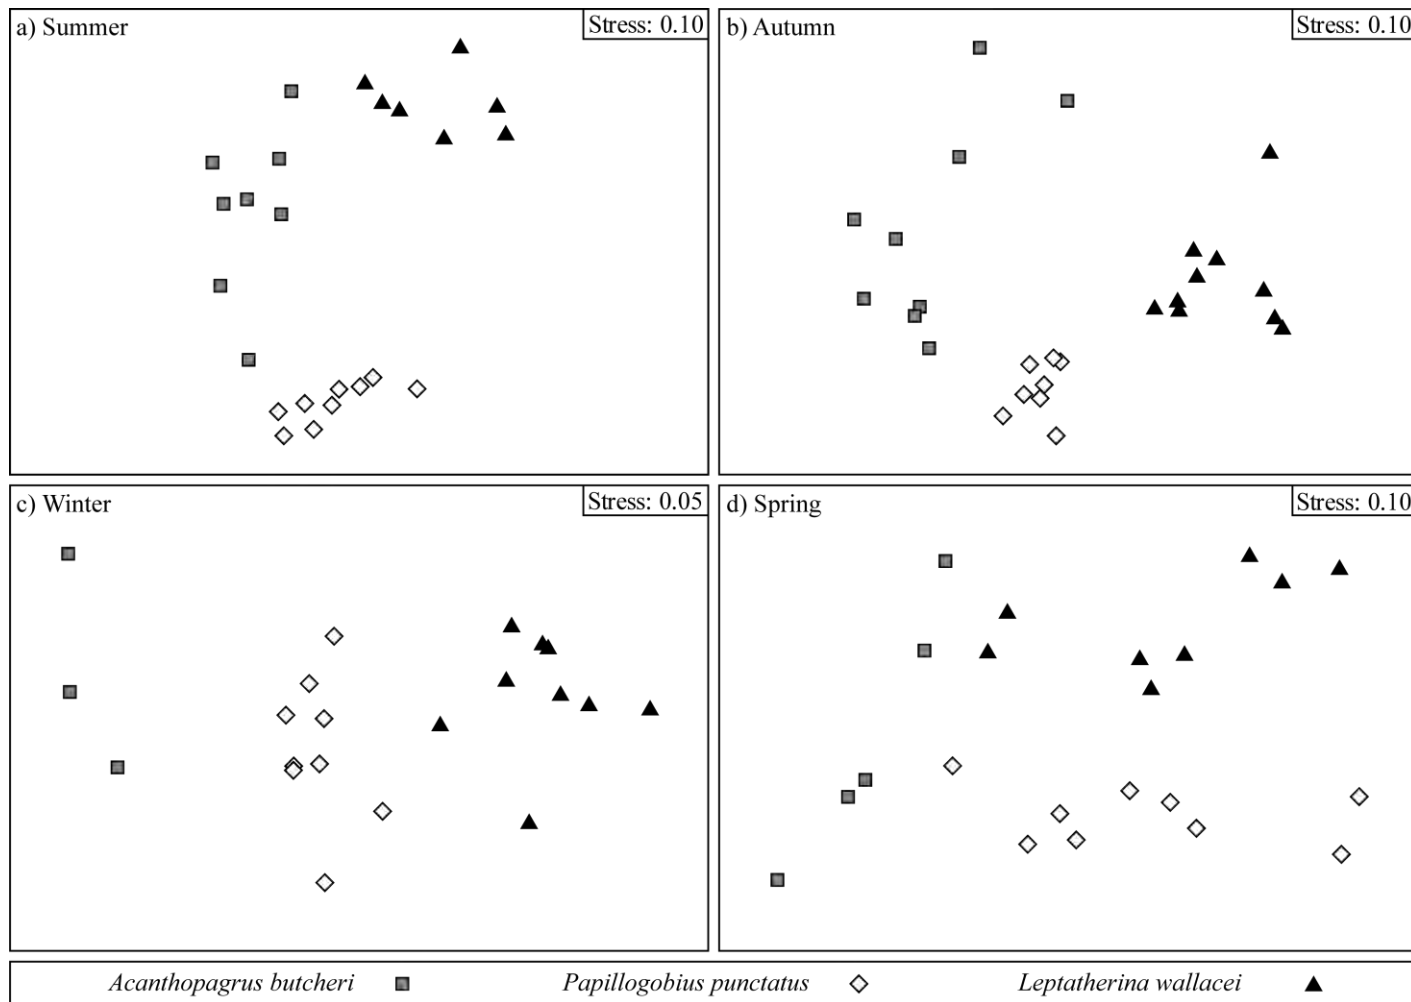 a) Summer
Stress: 0.10
b) Autumn
Stress: 0.10
c) Winter
Stress: 0.05
d) Spring
Stress: 0.10
Acanthopagrus butcheri Papillogobius punctatus Leptatherina wallacei